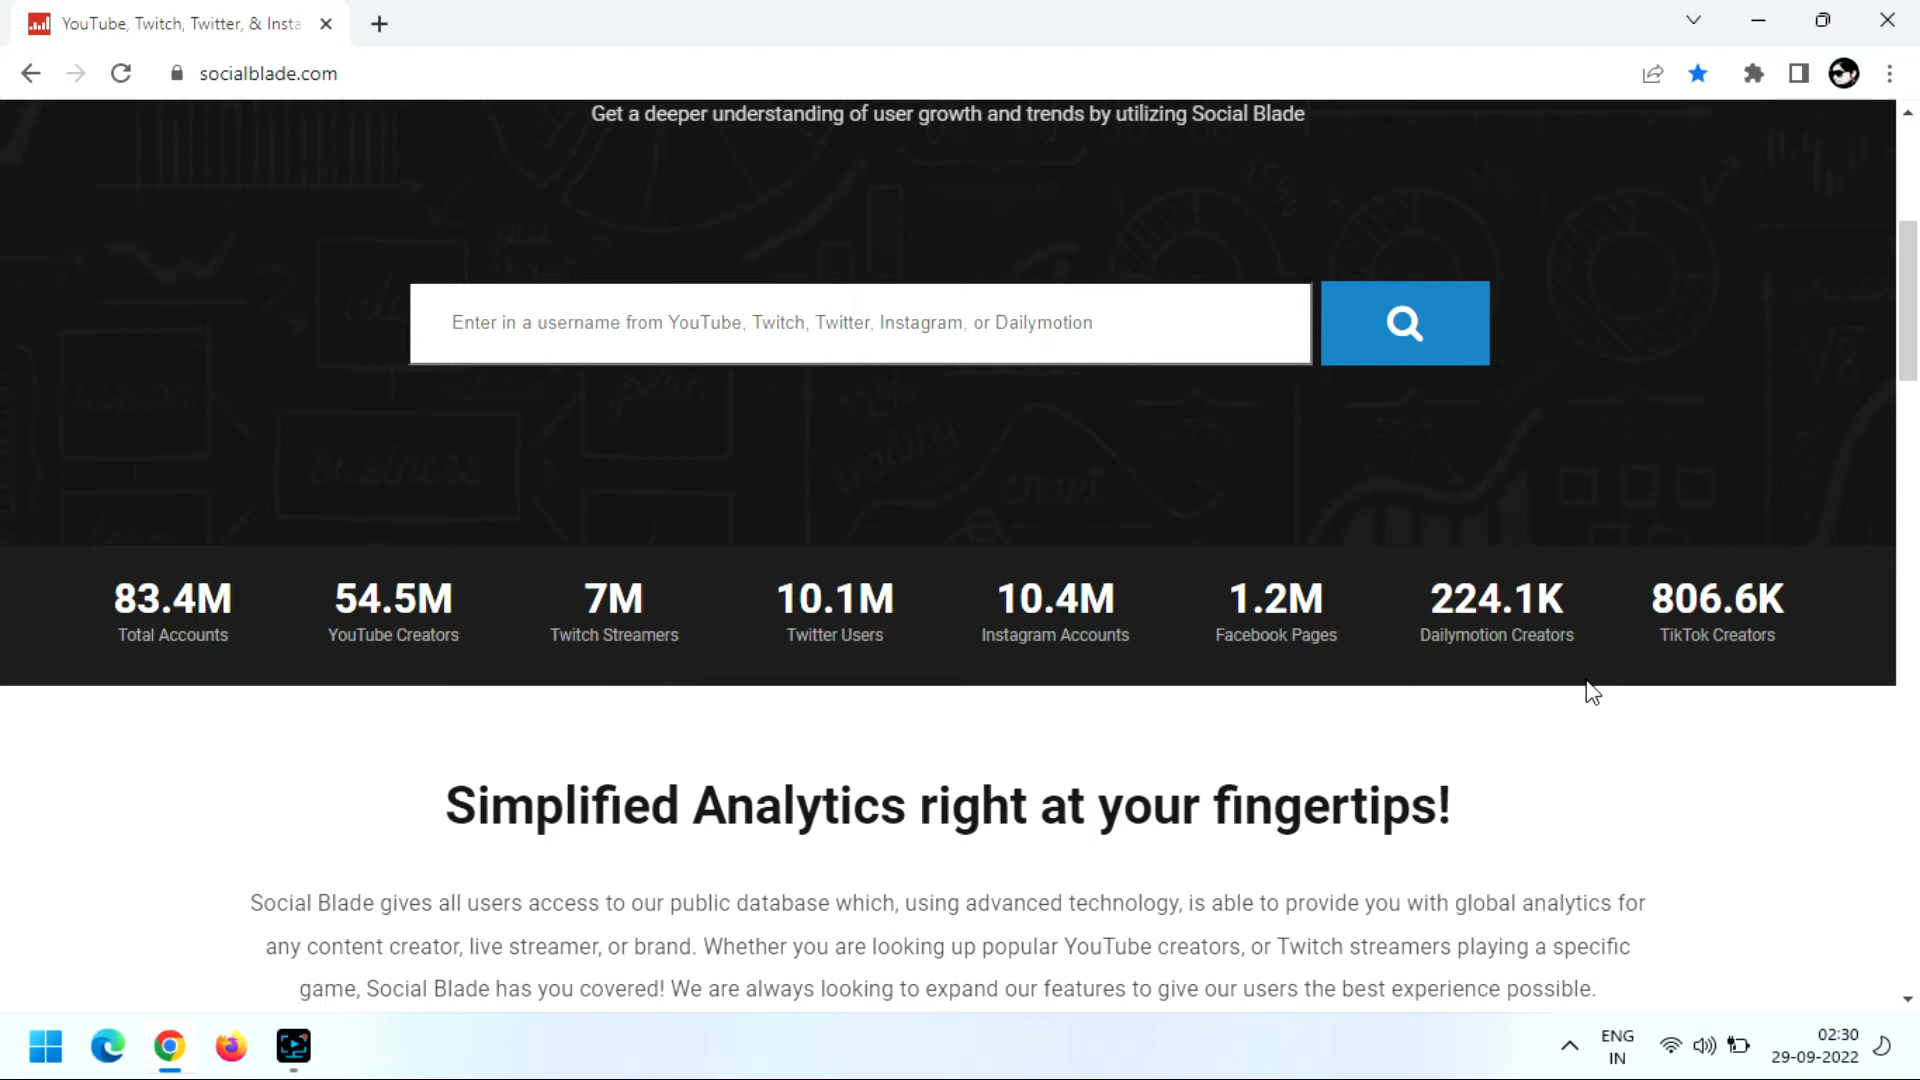 YouTube, Twitch, Twitter, & Insta
socialblade.com
Get a deeper understanding of user growth and trends by utilizing Social Blade
Enter in a username from YouTube, Twitch, Twitter, Instagram, or Dailymotion
83.4M 54.5M 7M 10.1M 10.4M 1.2M 224.1K 806.6K
Total Accounts YouTube Creators Twitch Streamers Twitter Users Instagram Accounts Facebook Pages Dailymotion Creators TikTok Creators
Simplified Analytics right at your fingertips!
Social Blade gives all users access to our public database which, using advanced technology, is able to provide you with global analytics for
any content creator, live streamer, or brand. Whether you are looking up popular YouTube creators, or Twitch streamers playing a specific
game, Social Blade has you covered! We are always looking to expand our features to give our users the best experience possible.
ENG 02:30
IN 29-09-2022